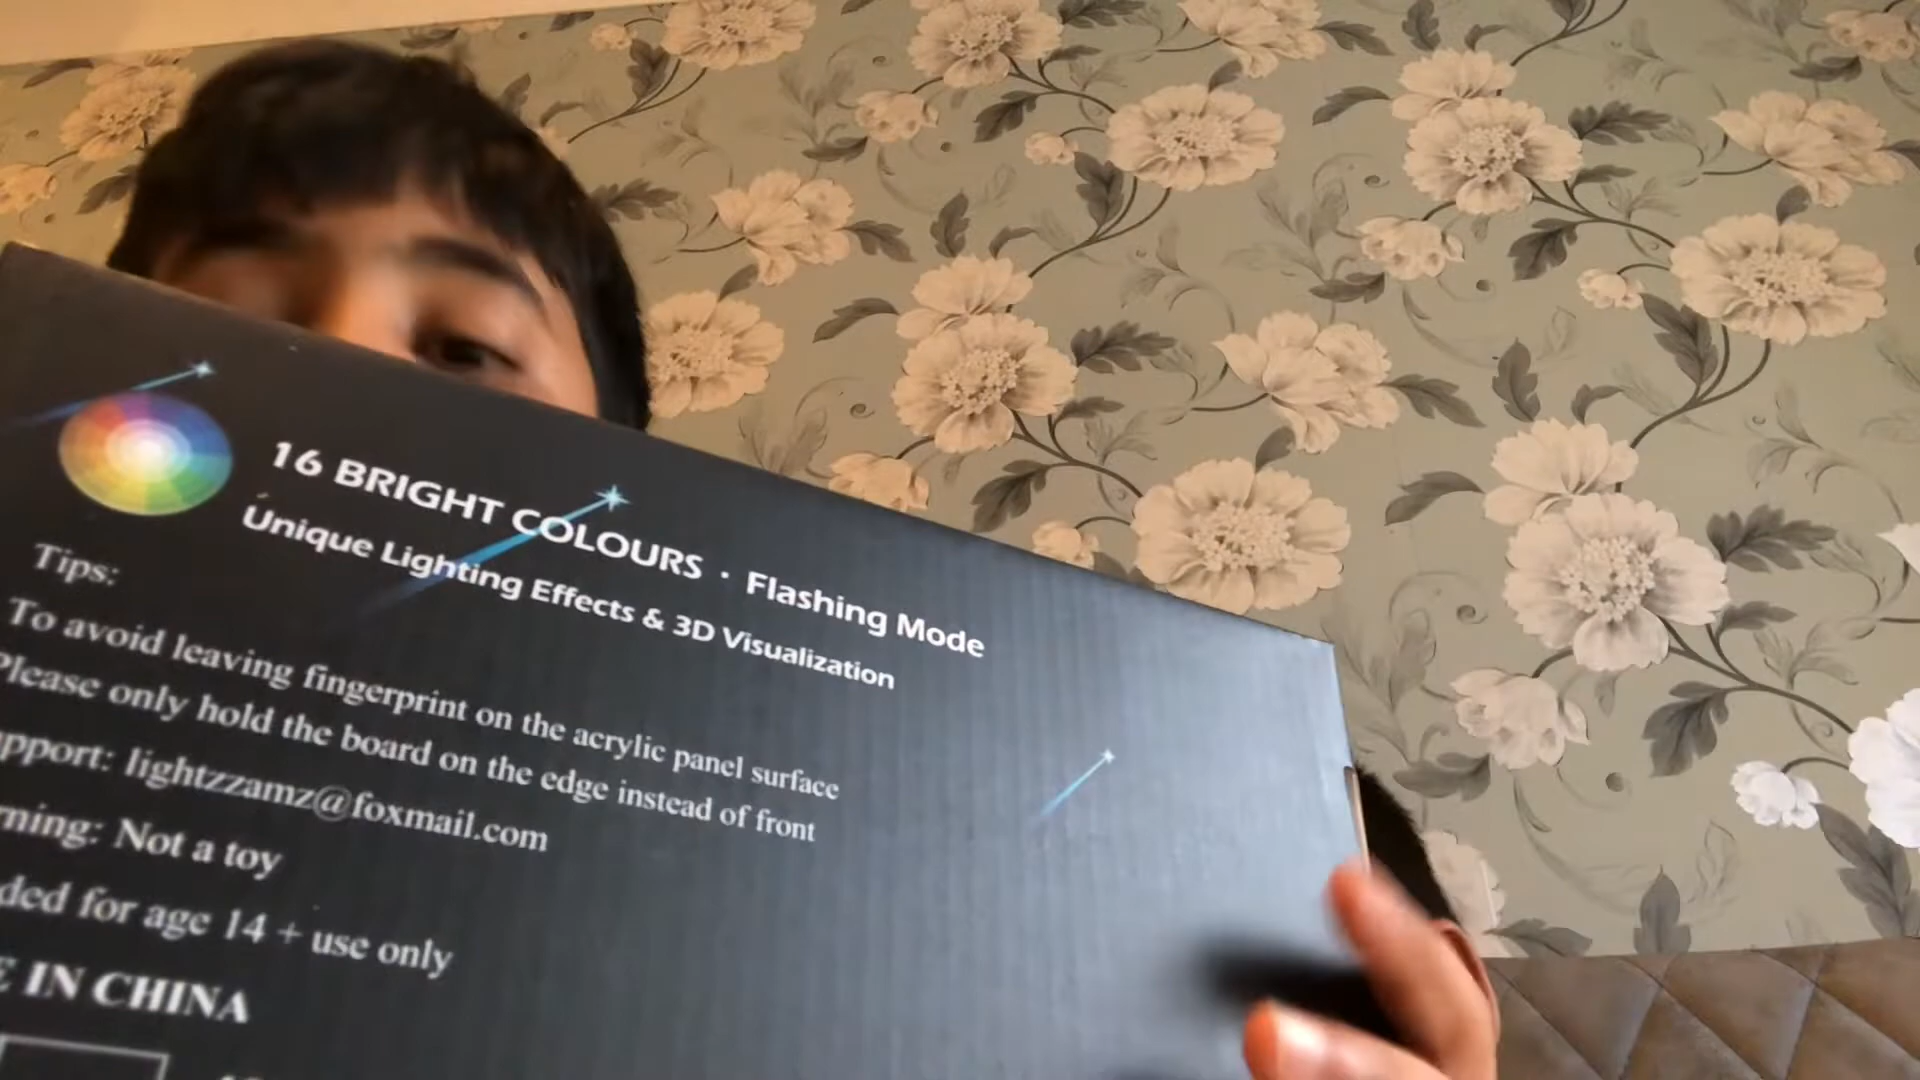 16 BRIGHT COLOURS · Flashing Mode
Unique Lighting Effects & 3D Visualization
Tips:
To avoid leaving fingerprint on the acrylic panel surface
Please only hold the board on the edge instead of front
pport: lightzzamz@foxmail.com
rning: Not a toy
ded for age 14 + use only
E IN CHINA